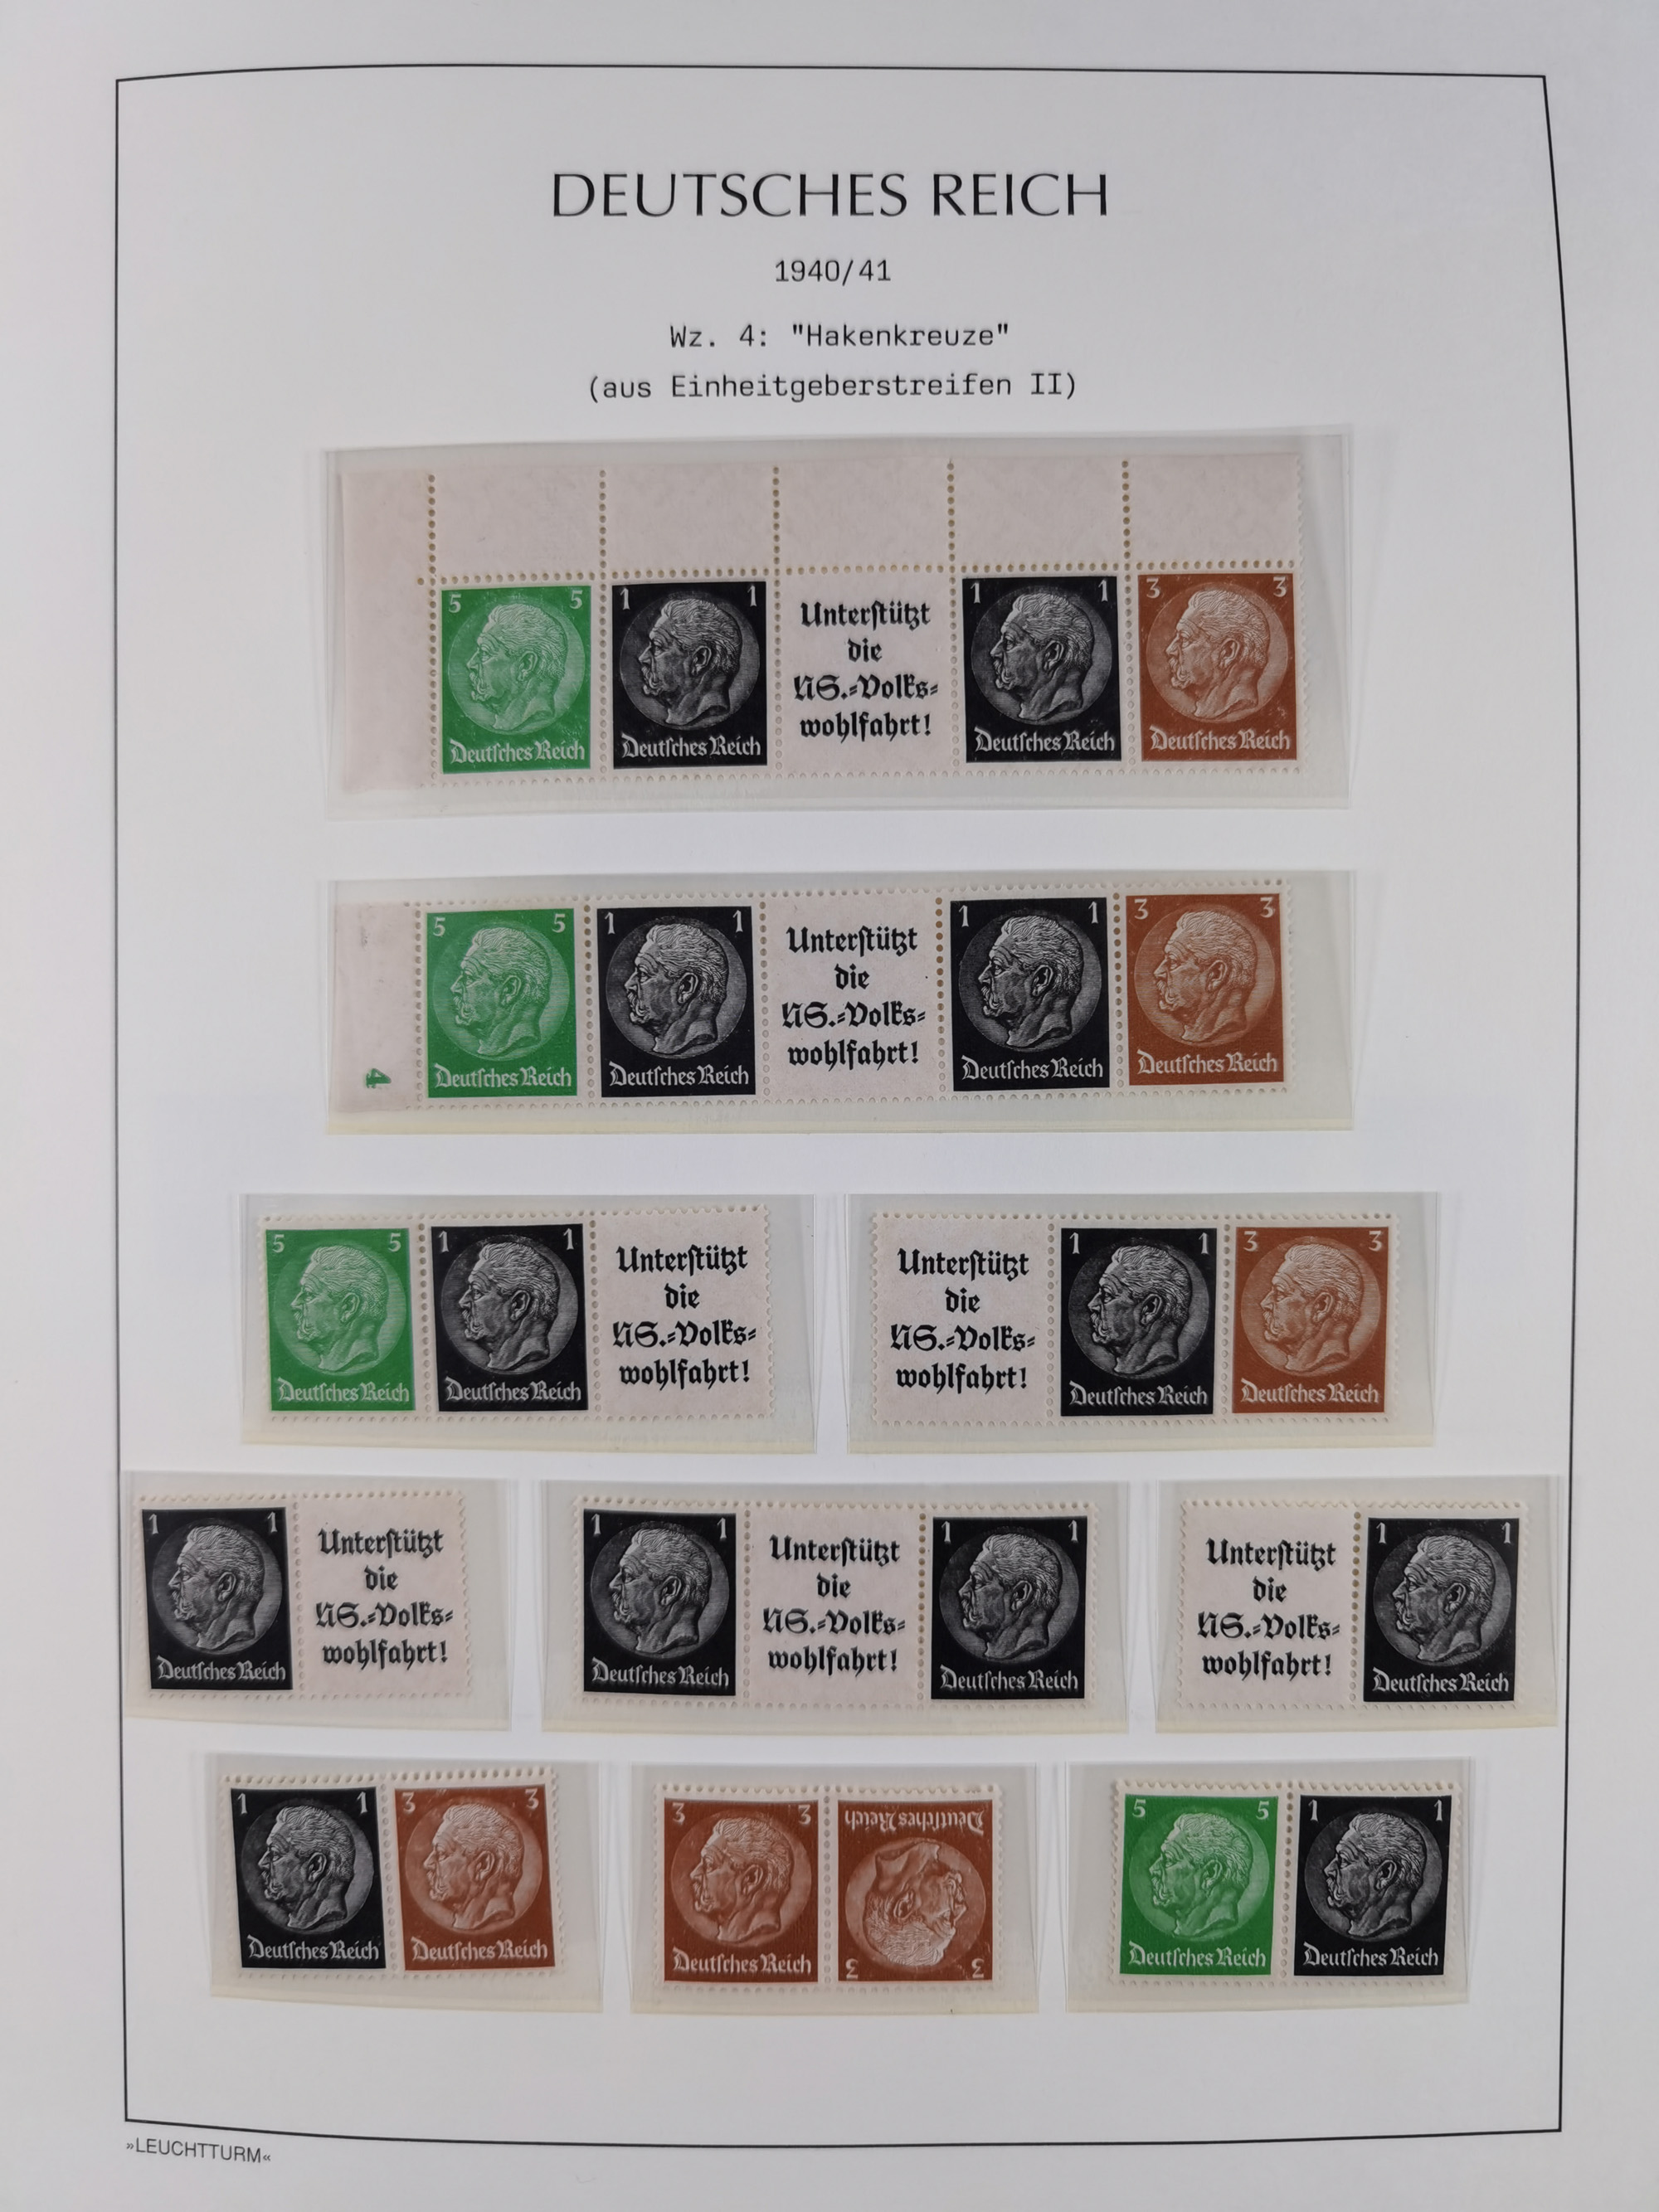 DEUTSCHES REICH
1940/41
Wz. 4: "Hakenkreuze"
(aus Einheitgeberstreifen II)
5 5 1 1 Unterſtützt 1 1 3 3
die
NS.=Volks=
wohlfahrt!
Deutſches Reich Deutſches Reich Deutſches Reich Deutſches Reich
5 5 1 1 Unterſtützt 1 1 3 3
die
NS.=Volks=
wohlfahrt!
4 Deutſches Reich Deutſches Reich Deutſches Reich Deutſches Reich
5 5 1 1 Unterſtützt
die
NS.=Volks=
wohlfahrt!
Deutſches Reich Deutſches Reich
Unterſtützt 1 1 3 3
die
NS.=Volks=
wohlfahrt!
Deutſches Reich Deutſches Reich
1 1 Unterſtützt
die
NS.=Volks=
wohlfahrt!
Deutſches Reich
1 1 Unterſtützt 1 1
die
NS.=Volks=
wohlfahrt!
Deutſches Reich Deutſches Reich
Unterſtützt 1 1
die
NS.=Volks=
wohlfahrt!
Deutſches Reich
1 1 3 3
Deutſches Reich Deutſches Reich
3 3 Deutſches Reich
Deutſches Reich 3 3
5 5 1 1
Deutſches Reich Deutſches Reich
»LEUCHTTURM«